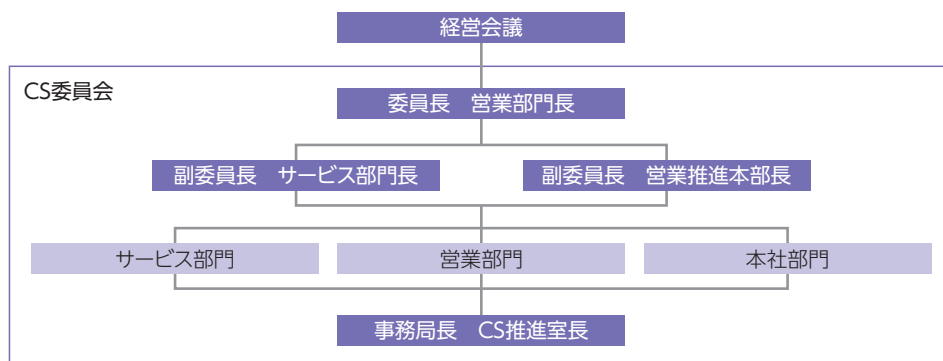 経営会議
CS委員会
委員長　営業部門長
副委員長　サービス部門長
副委員長　営業推進本部長
サービス部門
営業部門
本社部門
事務局長　CS推進室長